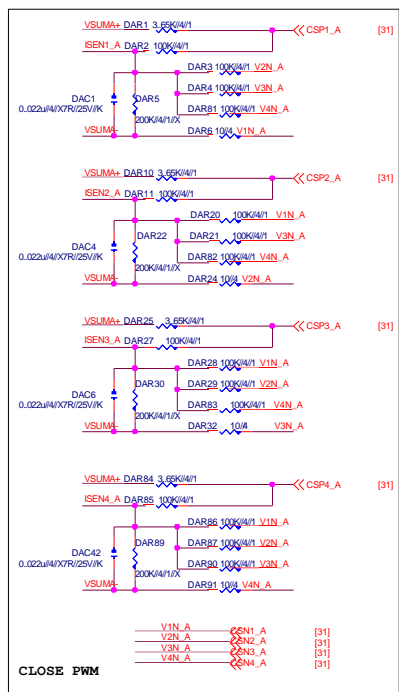 VSUMA+ DAR1 3.65K//4//1 CSP1_A [31]
ISEN1_A DAR2 100K//4//1
DAR3 100K//4//1 V2N_A
DAR4 100K//4//1 V3N_A
DAC1 DAR5 DAR81 100K//4//1 V4N_A
0.022u//4//X7R//25V//K
200K//4//1//X
VSUMA- DAR6 10//4 V1N_A
VSUMA+ DAR10 3.65K//4//1 CSP2_A [31]
ISEN2_A DAR11 100K//4//1
DAR20 100K//4//1 V1N_A
DAR22 DAR21 100K//4//1 V3N_A
DAC4 DAR82 100K//4//1 V4N_A
0.022u//4//X7R//25V//K
200K//4//1//X
VSUMA- DAR24 10//4 V2N_A
VSUMA+ DAR25 3.65K//4//1 CSP3_A [31]
ISEN3_A DAR27 100K//4//1
DAR28 100K//4//1 V1N_A
DAR30 DAR29 100K//4//1 V2N_A
DAC6 DAR83 100K//4//1 V4N_A
0.022u//4//X7R//25V//K
200K//4//1//X
VSUMA- DAR32 10//4 V3N_A
VSUMA+ DAR84 3.65K//4//1 CSP4_A [31]
ISEN4_A DAR85 100K//4//1
DAR86 100K//4//1 V1N_A
DAR89 DAR87 100K//4//1 V2N_A
DAC42 DAR90 100K//4//1 V3N_A
0.022u//4//X7R//25V//K
200K//4//1//X
VSUMA- DAR91 10//4 V4N_A
V1N_A CSN1_A [31]
V2N_A CSN2_A [31]
V3N_A CSN3_A [31]
V4N_A CSN4_A [31]
CLOSE PWM